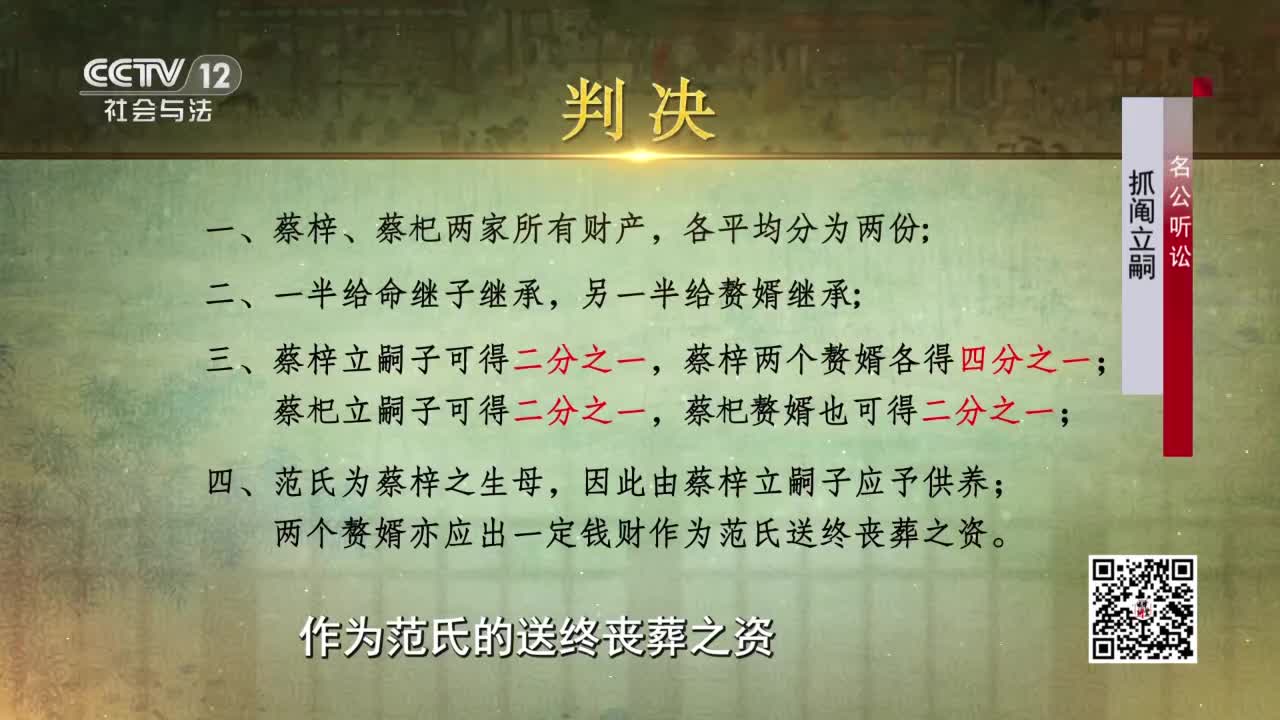 CCTV 12
社会与法
判决
名公听讼
抓阄立嗣
一、蔡梓、蔡杞两家所有财产，各平均分为两份;
二、一半给命继子继承，另一半给赘婿继承;
三、蔡梓立嗣子可得二分之一，蔡梓两个赘婿各得四分之一；
蔡杞立嗣子可得二分之一，蔡杞赘婿也可得二分之一；
四、范氏为蔡梓之生母，因此由蔡梓立嗣子应予供养；
两个赘婿亦应出一定钱财作为范氏送终丧葬之资。
作为范氏的送终丧葬之资